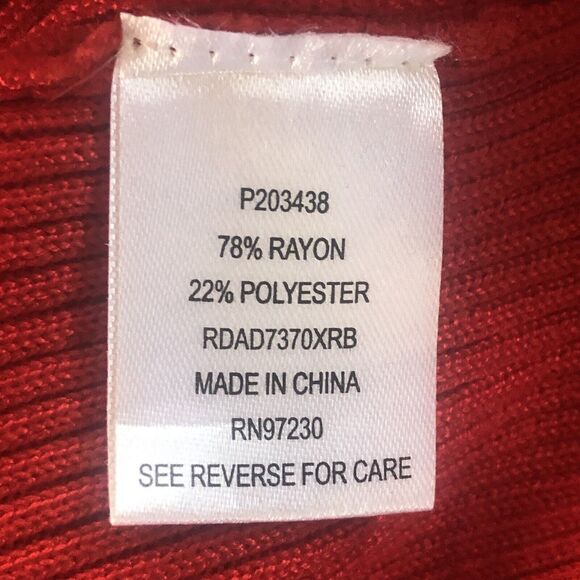 P203438
78% RAYON
22% POLYESTER
RDAD7370XRB
MADE IN CHINA
RN97230
SEE REVERSE FOR CARE